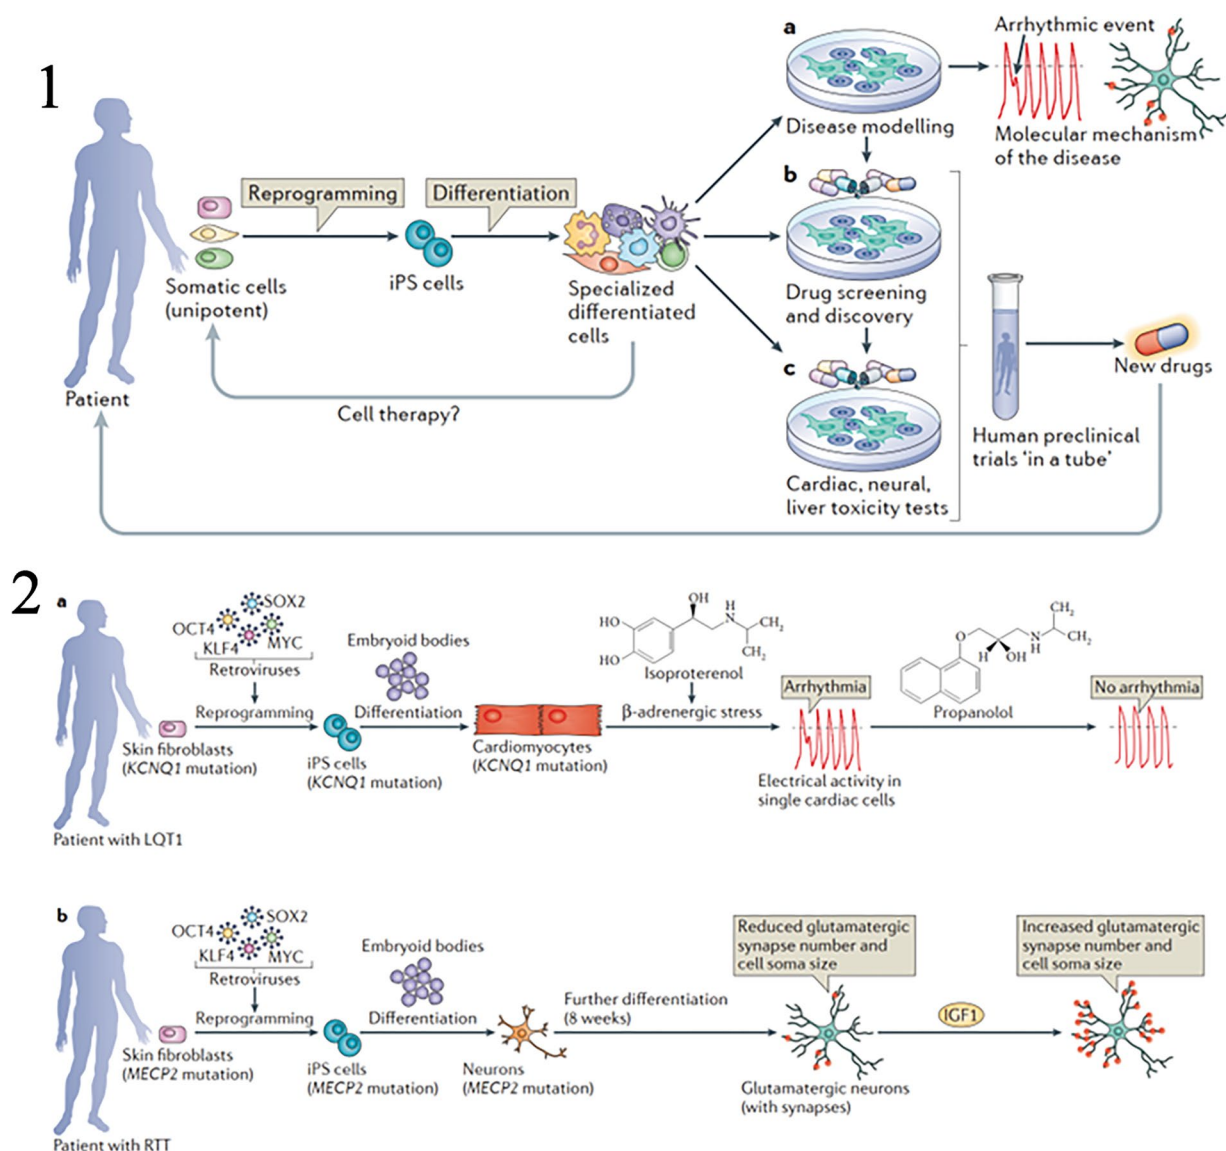 1
a
Arrhythmic event
Disease modelling
Molecular mechanism
of the disease
Reprogramming
Differentiation
b
Somatic cells
(unipotent)
iPS cells
Specialized
differentiated
cells
Drug screening
and discovery
Patient
Cell therapy?
c
New drugs
Human preclinical
trials ‘in a tube’
Cardiac, neural,
liver toxicity tests
2
a
SOX2
OCT4
KLF4
MYC
Retroviruses
Reprogramming
Embryoid bodies
Differentiation
OH
H
N
HO
HO
CH2
CH2
Isoproterenol
β-adrenergic stress
Arrhythmia
O
H
OH
N
H
CH2
CH2
Propanolol
No arrhythmia
Skin fibroblasts
(KCNQ1 mutation)
iPS cells
(KCNQ1 mutation)
Cardiomyocytes
(KCNQ1 mutation)
Electrical activity in
single cardiac cells
Patient with LQT1
b
SOX2
OCT4
KLF4
MYC
Retroviruses
Reprogramming
Embryoid bodies
Differentiation
Further differentiation
(8 weeks)
Reduced glutamatergic
synapse number and
cell soma size
IGF1
Increased glutamatergic
synapse number and
cell soma size
Skin fibroblasts
(MECP2 mutation)
iPS cells
(MECP2 mutation)
Neurons
(MECP2 mutation)
Glutamatergic neurons
(with synapses)
Patient with RTT